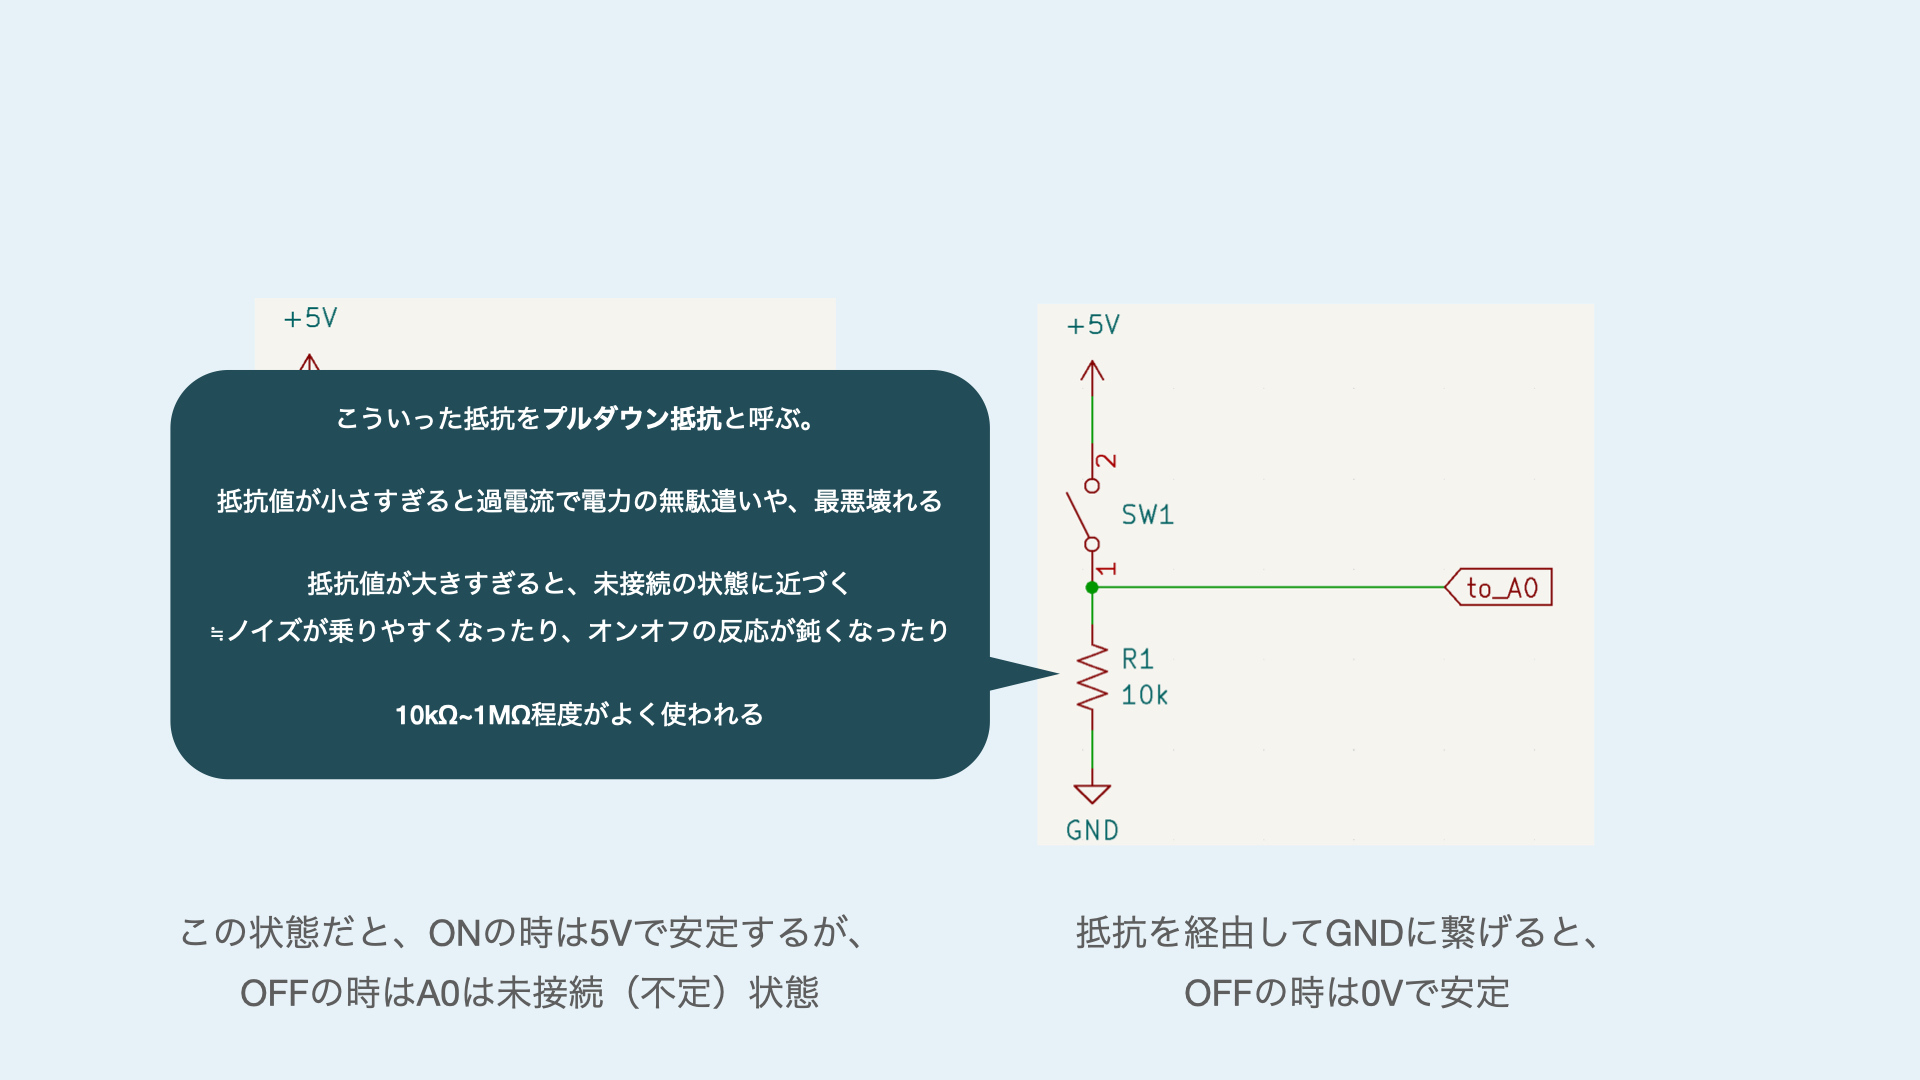 +5V
こういった抵抗をプルダウン抵抗と呼ぶ。
抵抗値が小さすぎると過電流で電力の無駄遣いや、最悪壊れる
抵抗値が大きすぎると、未接続の状態に近づく
≒ノイズが乗りやすくなったり、オンオフの反応が鈍くなったり
10kΩ~1MΩ程度がよく使われる
+5V
2
SW1
1
to_A0
R1
10k
GND
この状態だと、ONの時は5Vで安定するが、
OFFの時はA0は未接続（不定）状態
抵抗を経由してGNDに繋げると、
OFFの時は0Vで安定